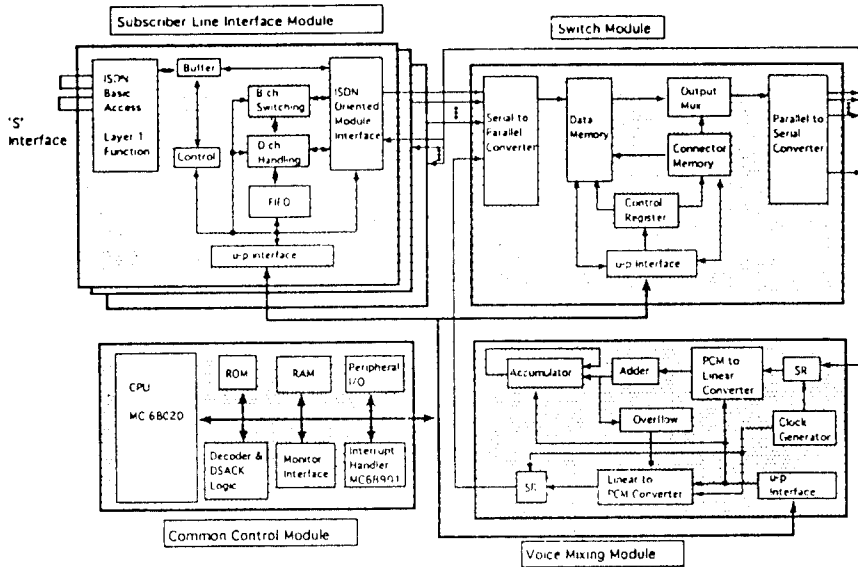 Subscriber Line Interface Module
Switch Module
'S'
Interface
ISDN
Basic
Access
Layer 1
Function
Buffer
Control
B ch
Switching
D ch
Handling
FIFO
u-p interface
ISDN
Oriented
Module
Interface
Serial to
Parallel
Converter
Data
Memory
Output
Mux
Connector
Memory
Control
Register
u-p Interface
Parallel to
Serial
Converter
CPU
MC 68020
ROM
RAM
Peripheral
I/O
Decoder &
DSACK
Logic
Monitor
Interface
Interrupt
Handler
MC68901
Common Control Module
Accumulator
Adder
PCM to
Linear
Converter
SR
Overflow
Clock
Generator
SR
Linear to
PCM Converter
u-p
Interface
Voice Mixing Module